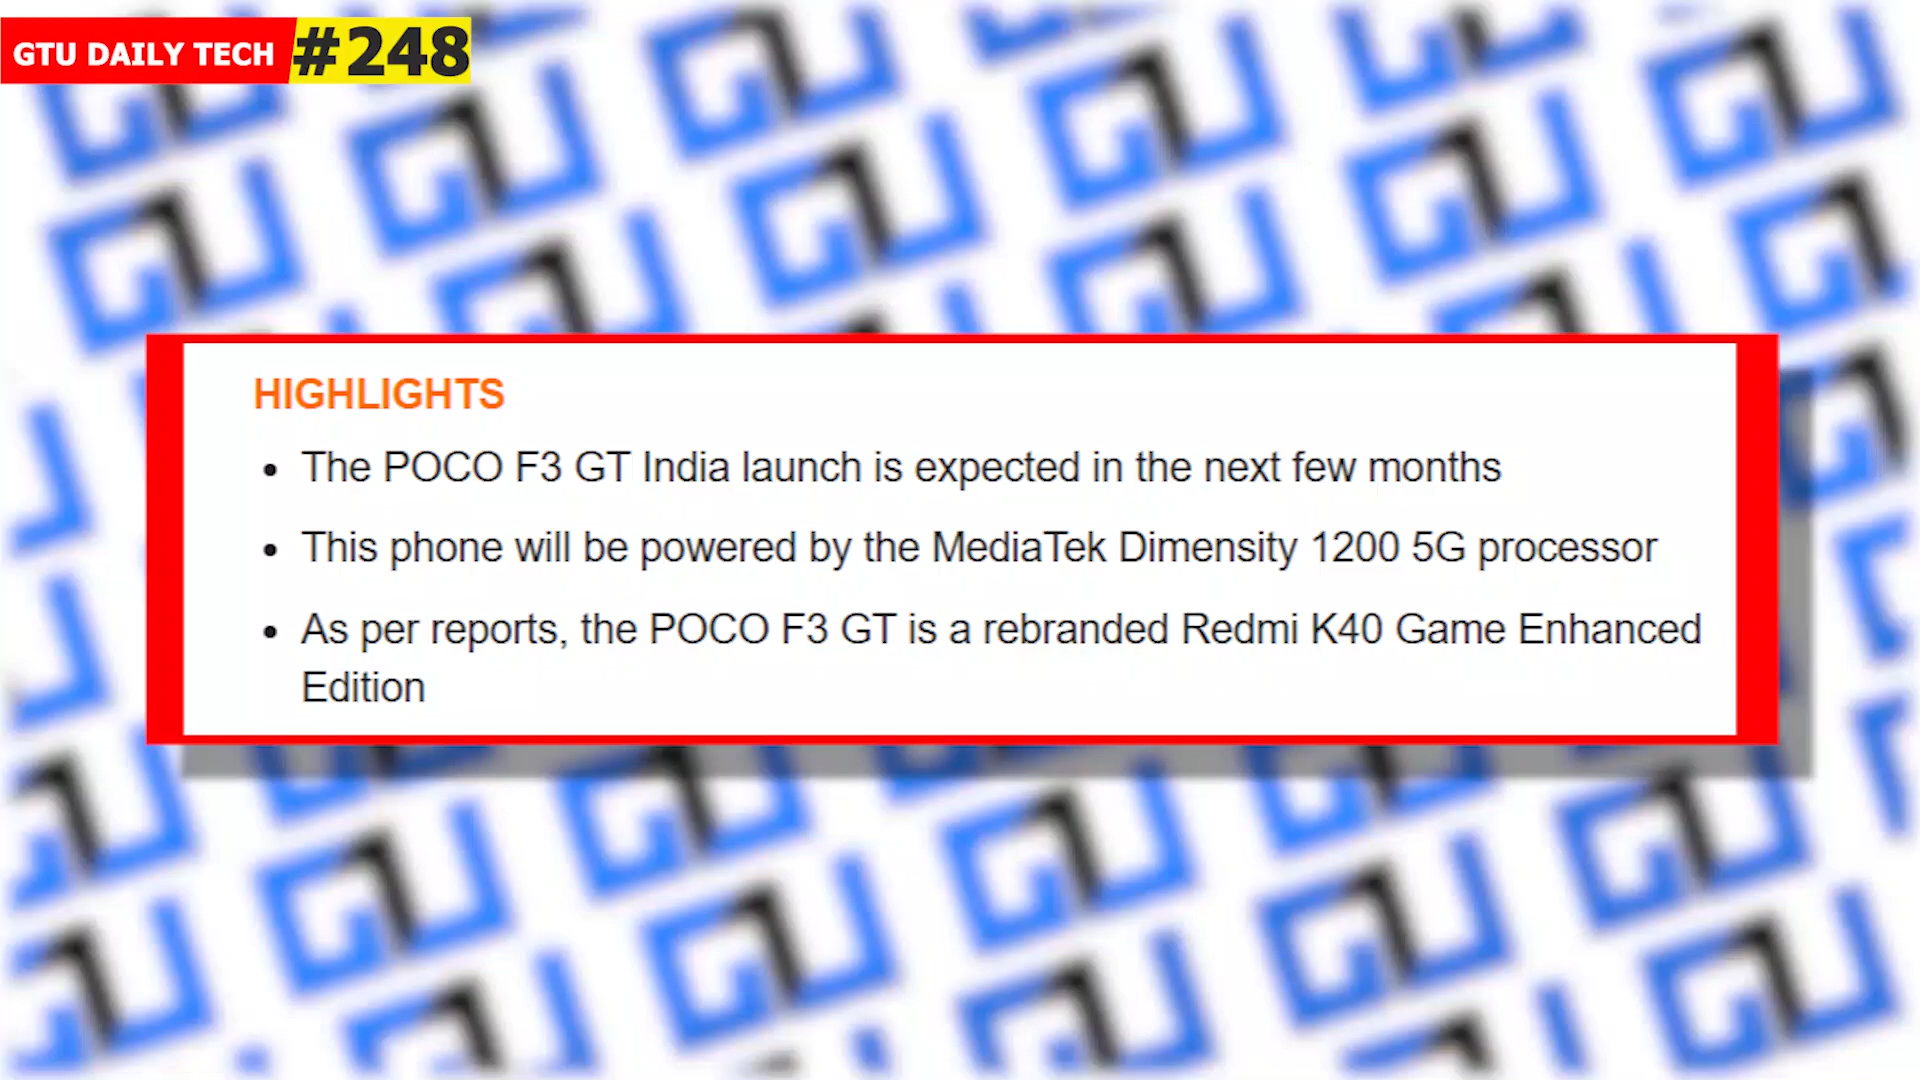 GTU DAILY TECH #248
HIGHLIGHTS
• The POCO F3 GT India launch is expected in the next few months
• This phone will be powered by the MediaTek Dimensity 1200 5G processor
• As per reports, the POCO F3 GT is a rebranded Redmi K40 Game Enhanced
Edition